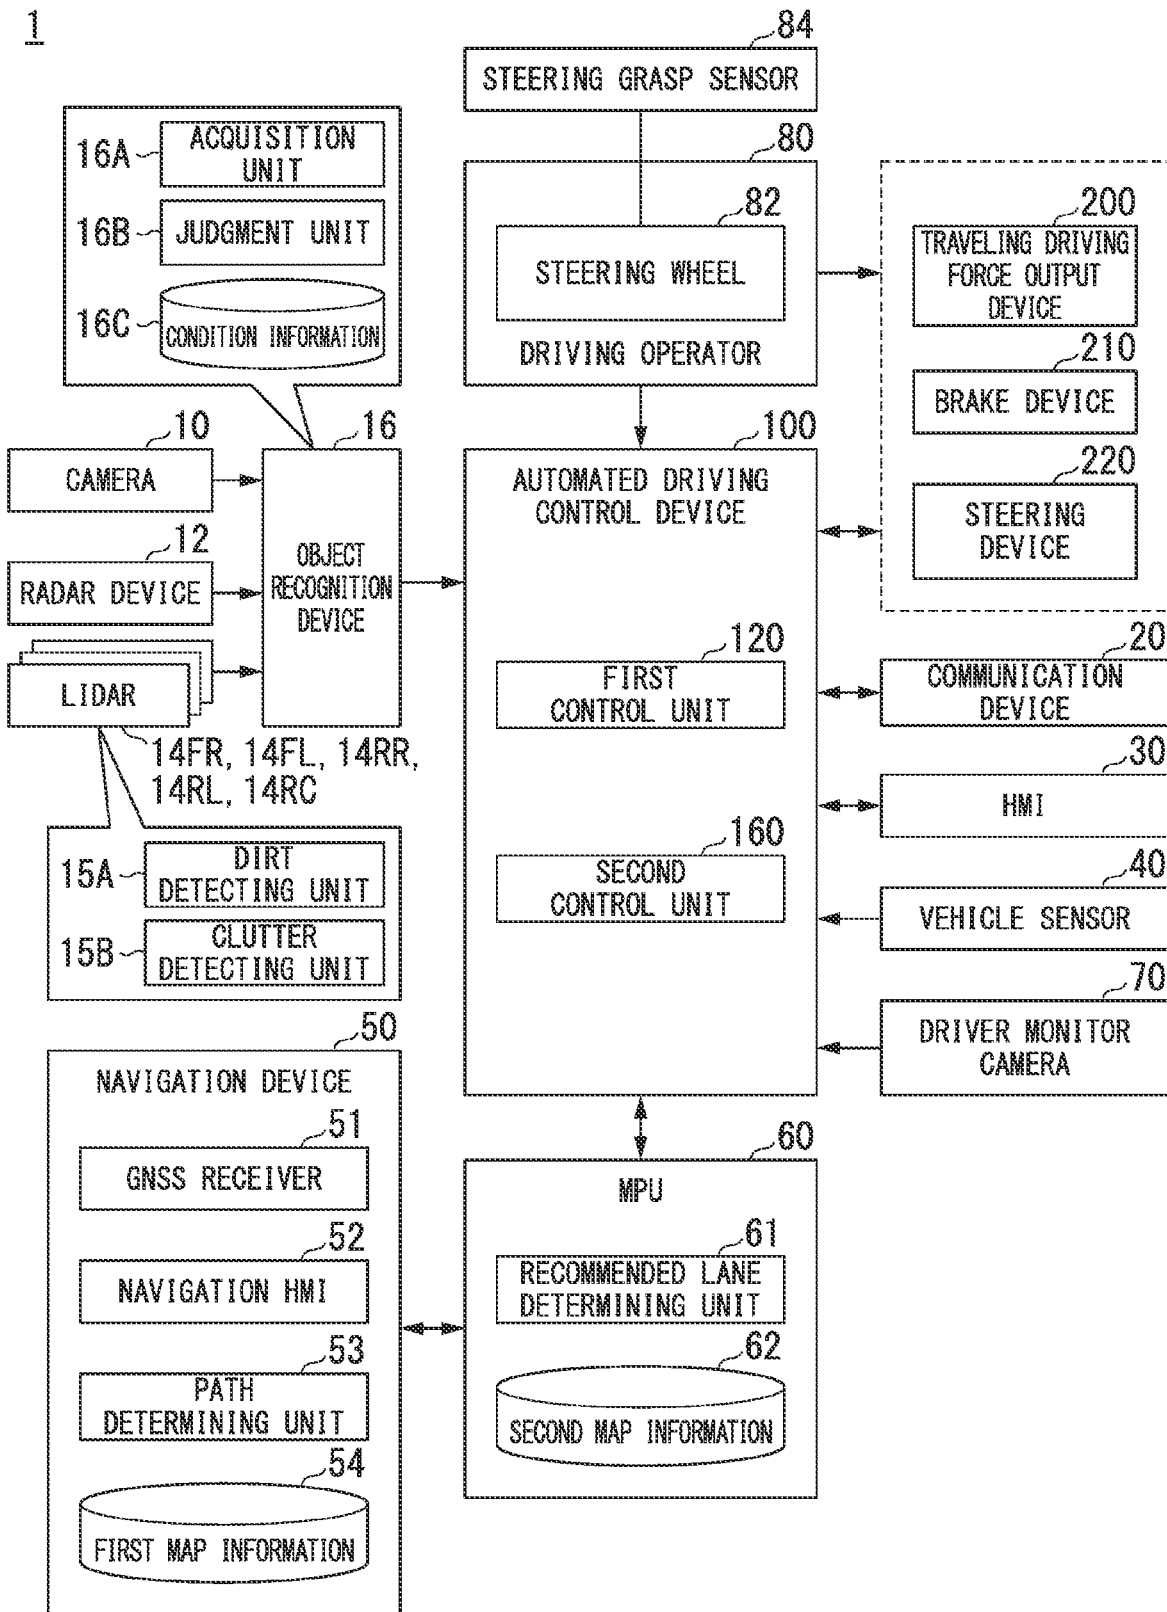 1
84
STEERING GRASP SENSOR
16A
ACQUISITION
UNIT
16B
JUDGMENT UNIT
16C
CONDITION INFORMATION
80
82
STEERING WHEEL
DRIVING OPERATOR
200
TRAVELING DRIVING
FORCE OUTPUT
DEVICE
210
BRAKE DEVICE
220
STEERING
DEVICE
10
CAMERA
12
RADAR DEVICE
LIDAR
14FR, 14FL, 14RR,
14RL, 14RC
16
OBJECT
RECOGNITION
DEVICE
15A
DIRT
DETECTING UNIT
15B
CLUTTER
DETECTING UNIT
100
AUTOMATED DRIVING
CONTROL DEVICE
120
FIRST
CONTROL UNIT
160
SECOND
CONTROL UNIT
20
COMMUNICATION
DEVICE
30
HMI
40
VEHICLE SENSOR
70
DRIVER MONITOR
CAMERA
50
NAVIGATION DEVICE
51
GNSS RECEIVER
52
NAVIGATION HMI
53
PATH
DETERMINING UNIT
54
FIRST MAP INFORMATION
60
MPU
61
RECOMMENDED LANE
DETERMINING UNIT
62
SECOND MAP INFORMATION